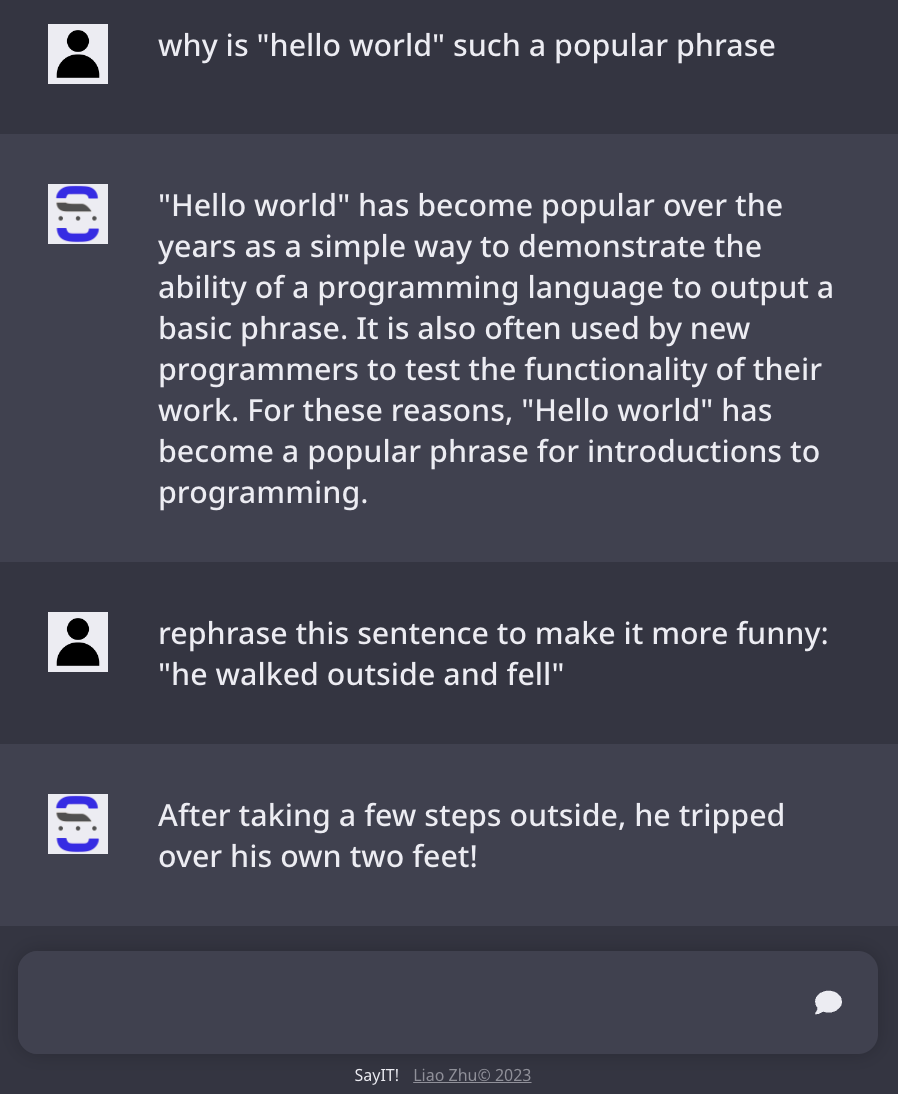 why is "hello world" such a popular phrase
"Hello world" has become popular over the
years as a simple way to demonstrate the
ability of a programming language to output a
basic phrase. It is also often used by new
programmers to test the functionality of their
work. For these reasons, "Hello world" has
become a popular phrase for introductions to
programming.
rephrase this sentence to make it more funny:
"he walked outside and fell"
After taking a few steps outside, he tripped
over his own two feet!
SayIT! Liao Zhu© 2023